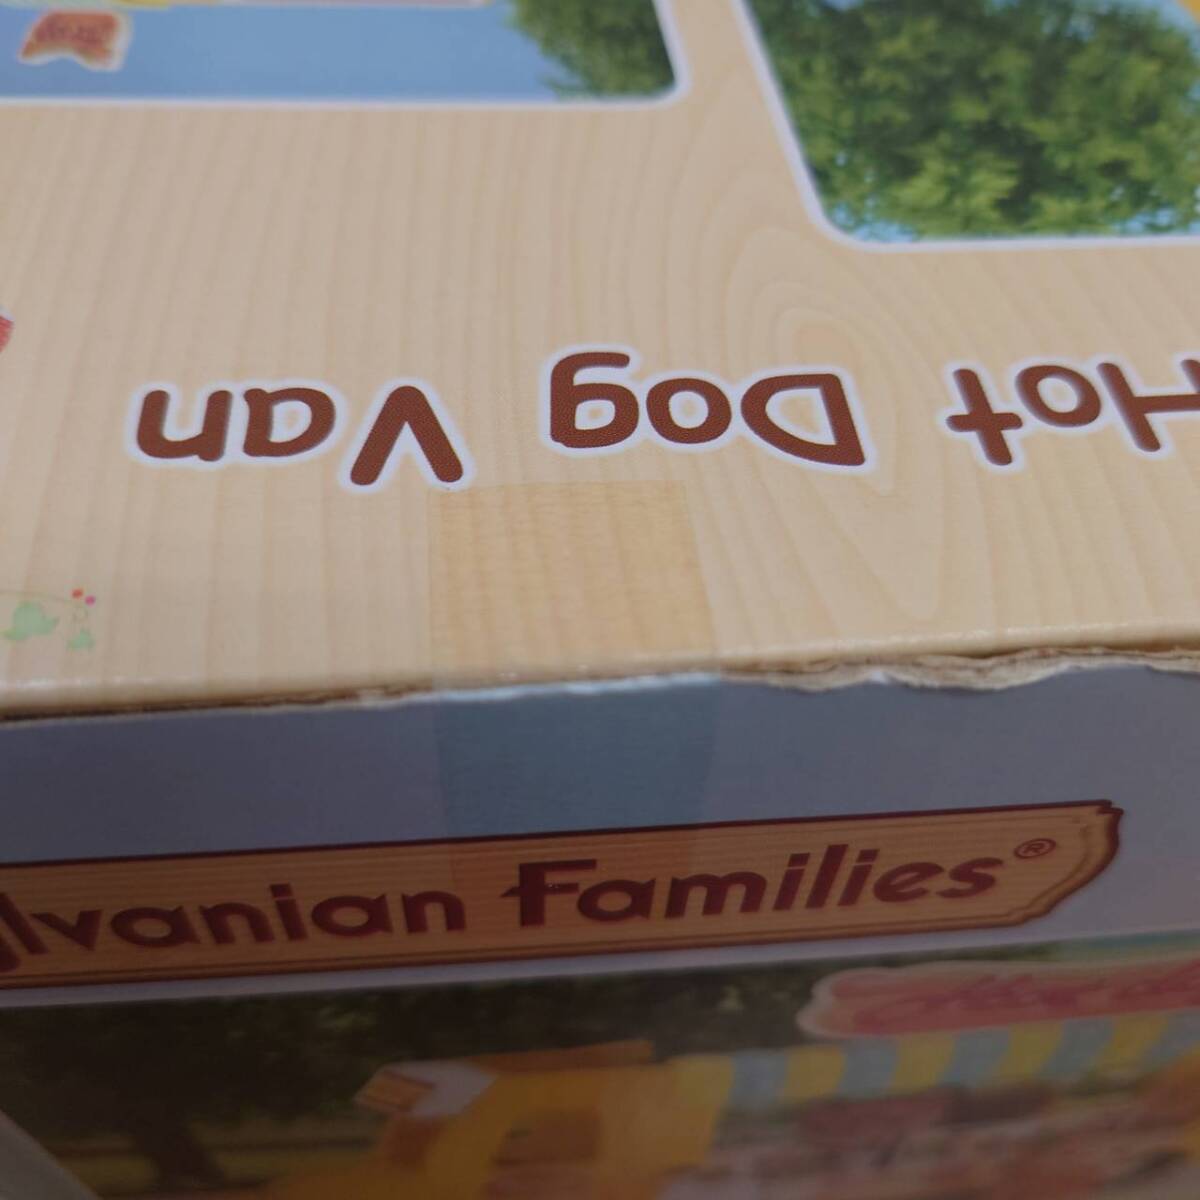 Hot Dog Van
lvanian Families®